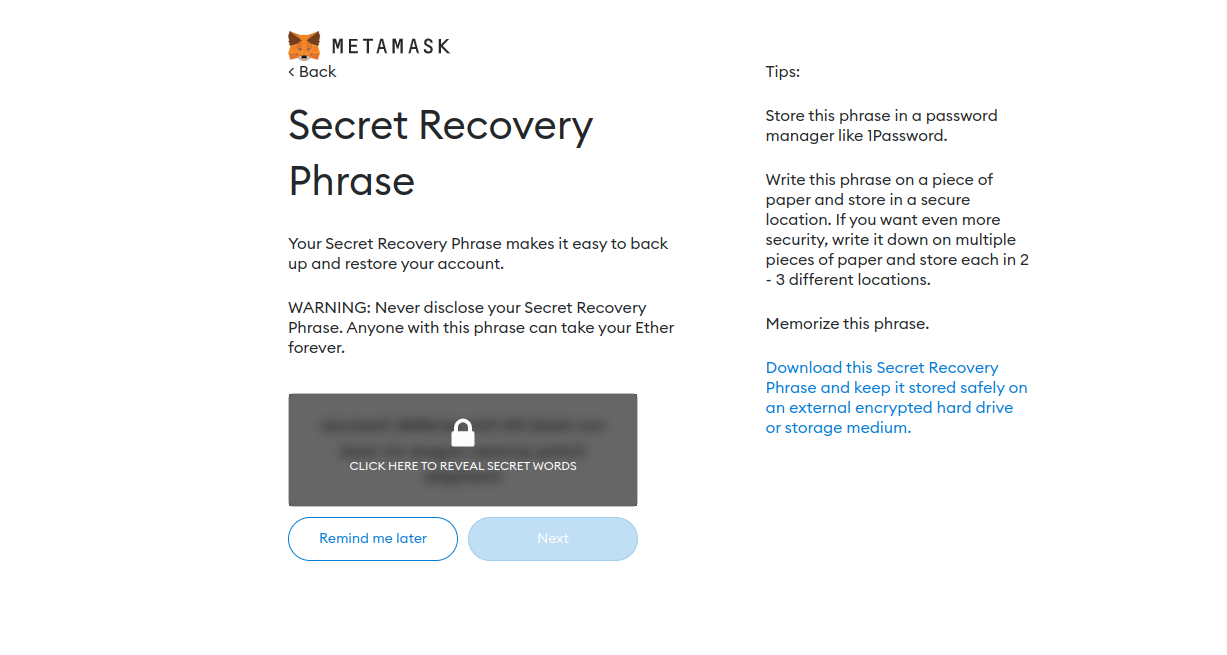 METAMASK
< Back
Secret Recovery
Phrase
Your Secret Recovery Phrase makes it easy to back
up and restore your account.
WARNING: Never disclose your Secret Recovery
Phrase. Anyone with this phrase can take your Ether
forever.
CLICK HERE TO REVEAL SECRET WORDS
Remind me later
Next
Tips:
Store this phrase in a password
manager like 1Password.
Write this phrase on a piece of
paper and store in a secure
location. If you want even more
security, write it down on multiple
pieces of paper and store each in 2
- 3 different locations.
Memorize this phrase.
Download this Secret Recovery
Phrase and keep it stored safely on
an external encrypted hard drive
or storage medium.